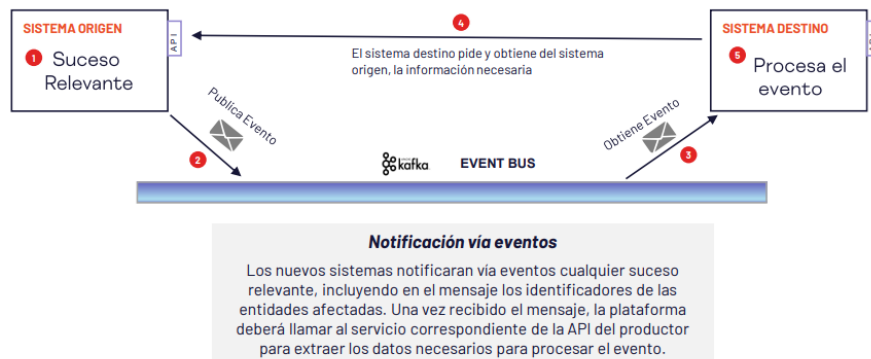 SISTEMA ORIGEN
1 Suceso
Relevante
API
4
El sistema destino pide y obtiene del sistema
origen, la información necesaria
SISTEMA DESTINO
5 Procesa el
evento
Publica Evento
2
Obtiene Evento
3
kafka
EVENT BUS
Notificación vía eventos
Los nuevos sistemas notificaran vía eventos cualquier suceso
relevante, incluyendo en el mensaje los identificadores de las
entidades afectadas. Una vez recibido el mensaje, la plataforma
deberá llamar al servicio correspondiente de la API del productor
para extraer los datos necesarios para procesar el evento.